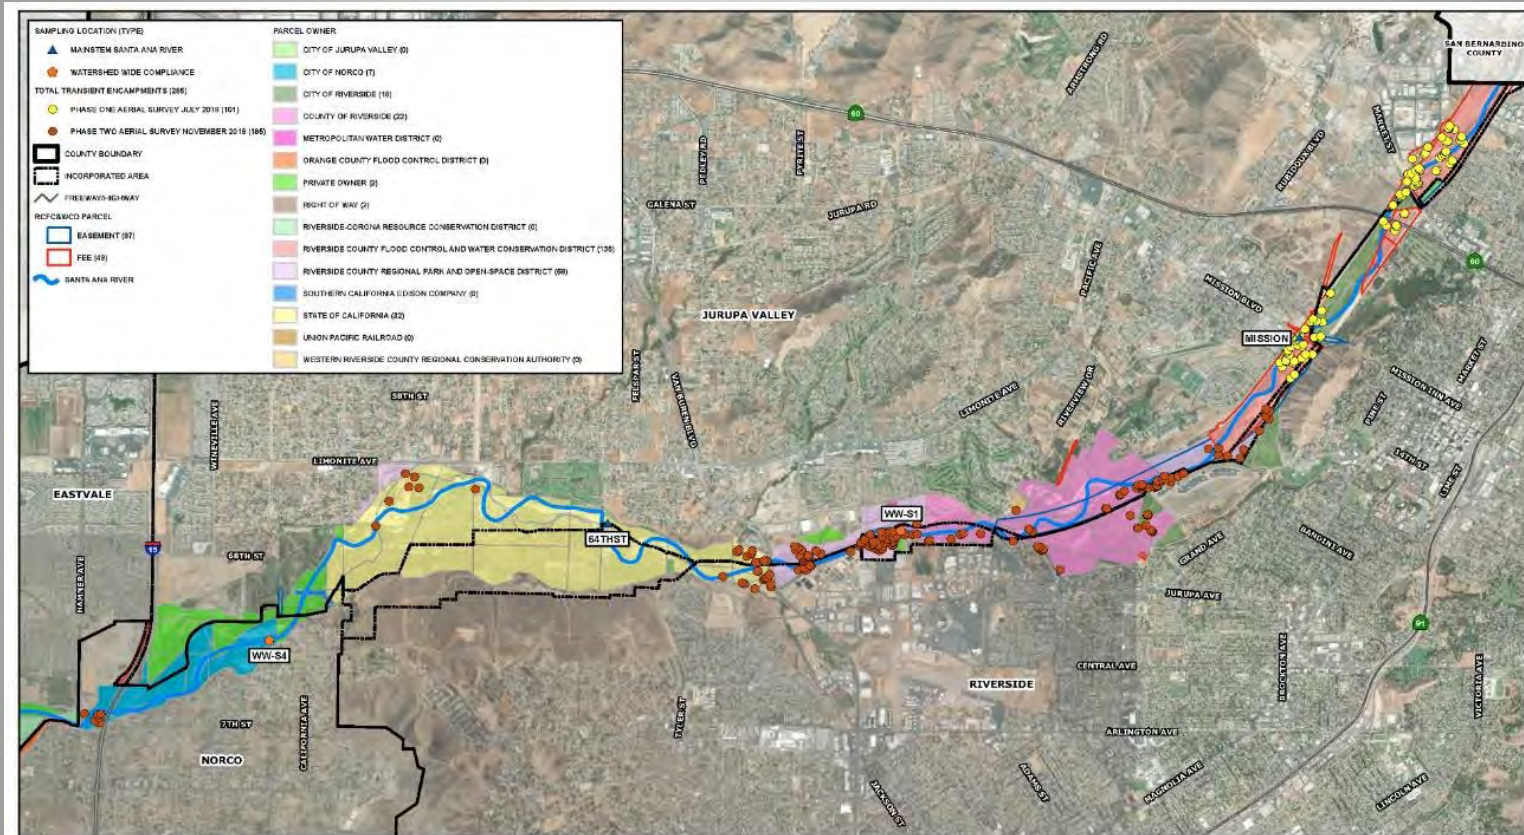 SAMPLING LOCATION (TYPE)
MAINSTEM SANTA ANA RIVER
WATERSHED WIDE COMPLIANCE
TOTAL TRANSIENT ENCAMPMENTS (286)
PHASE ONE AERIAL SURVEY JULY 2018 (101)
PHASE TWO AERIAL SURVEY NOVEMBER 2018 (185)
COUNTY BOUNDARY
INCORPORATED AREA
FREEWAY/HIGHWAY
RCFC&WCD PARCEL
EASEMENT (87)
FEE (48)
SANTA ANA RIVER
PARCEL OWNER
CITY OF JURUPA VALLEY (0)
CITY OF NORCO (7)
CITY OF RIVERSIDE (18)
COUNTY OF RIVERSIDE (22)
METROPOLITAN WATER DISTRICT (0)
ORANGE COUNTY FLOOD CONTROL DISTRICT (0)
PRIVATE OWNER (2)
RIGHT OF WAY (2)
RIVERSIDE-CORONA RESOURCE CONSERVATION DISTRICT (0)
RIVERSIDE COUNTY FLOOD CONTROL AND WATER CONSERVATION DISTRICT (135)
RIVERSIDE COUNTY REGIONAL PARK AND OPEN-SPACE DISTRICT (68)
SOUTHERN CALIFORNIA EDISON COMPANY (0)
STATE OF CALIFORNIA (32)
UNION PACIFIC RAILROAD (0)
WESTERN RIVERSIDE COUNTY REGIONAL CONSERVATION AUTHORITY (0)
SAN BERNARDINO
COUNTY
ARMSTRONG RD
60
MARKET ST
RUBIDOUX BLVD
PEDLEY RD
PYRITE ST
GALENA ST
JURUPA RD
PACIFIC AVE
60
MISSION BLVD
JURUPA VALLEY
MISSION
MARKET ST
FELSPAR ST
VAN BUREN BLVD
LIMONITE AVE
RIVERVIEW DR
MISSION INN AVE
PINE ST
58TH ST
WINEVILLE AVE
LIMONITE AVE
14TH ST
LIME ST
EASTVALE
WW-S1
64THST
15
68TH ST
HAMNER AVE
GRAND AVE
BANDINI AVE
JURUPA AVE
91
WW-S4
CENTRAL AVE
BROCKTON AVE
VICTORIA AVE
RIVERSIDE
7TH ST
CALIFORNIA AVE
TYLER ST
ARLINGTON AVE
NORCO
JACKSON ST
ADAMS ST
MAGNOLIA AVE
LINCOLN AVE